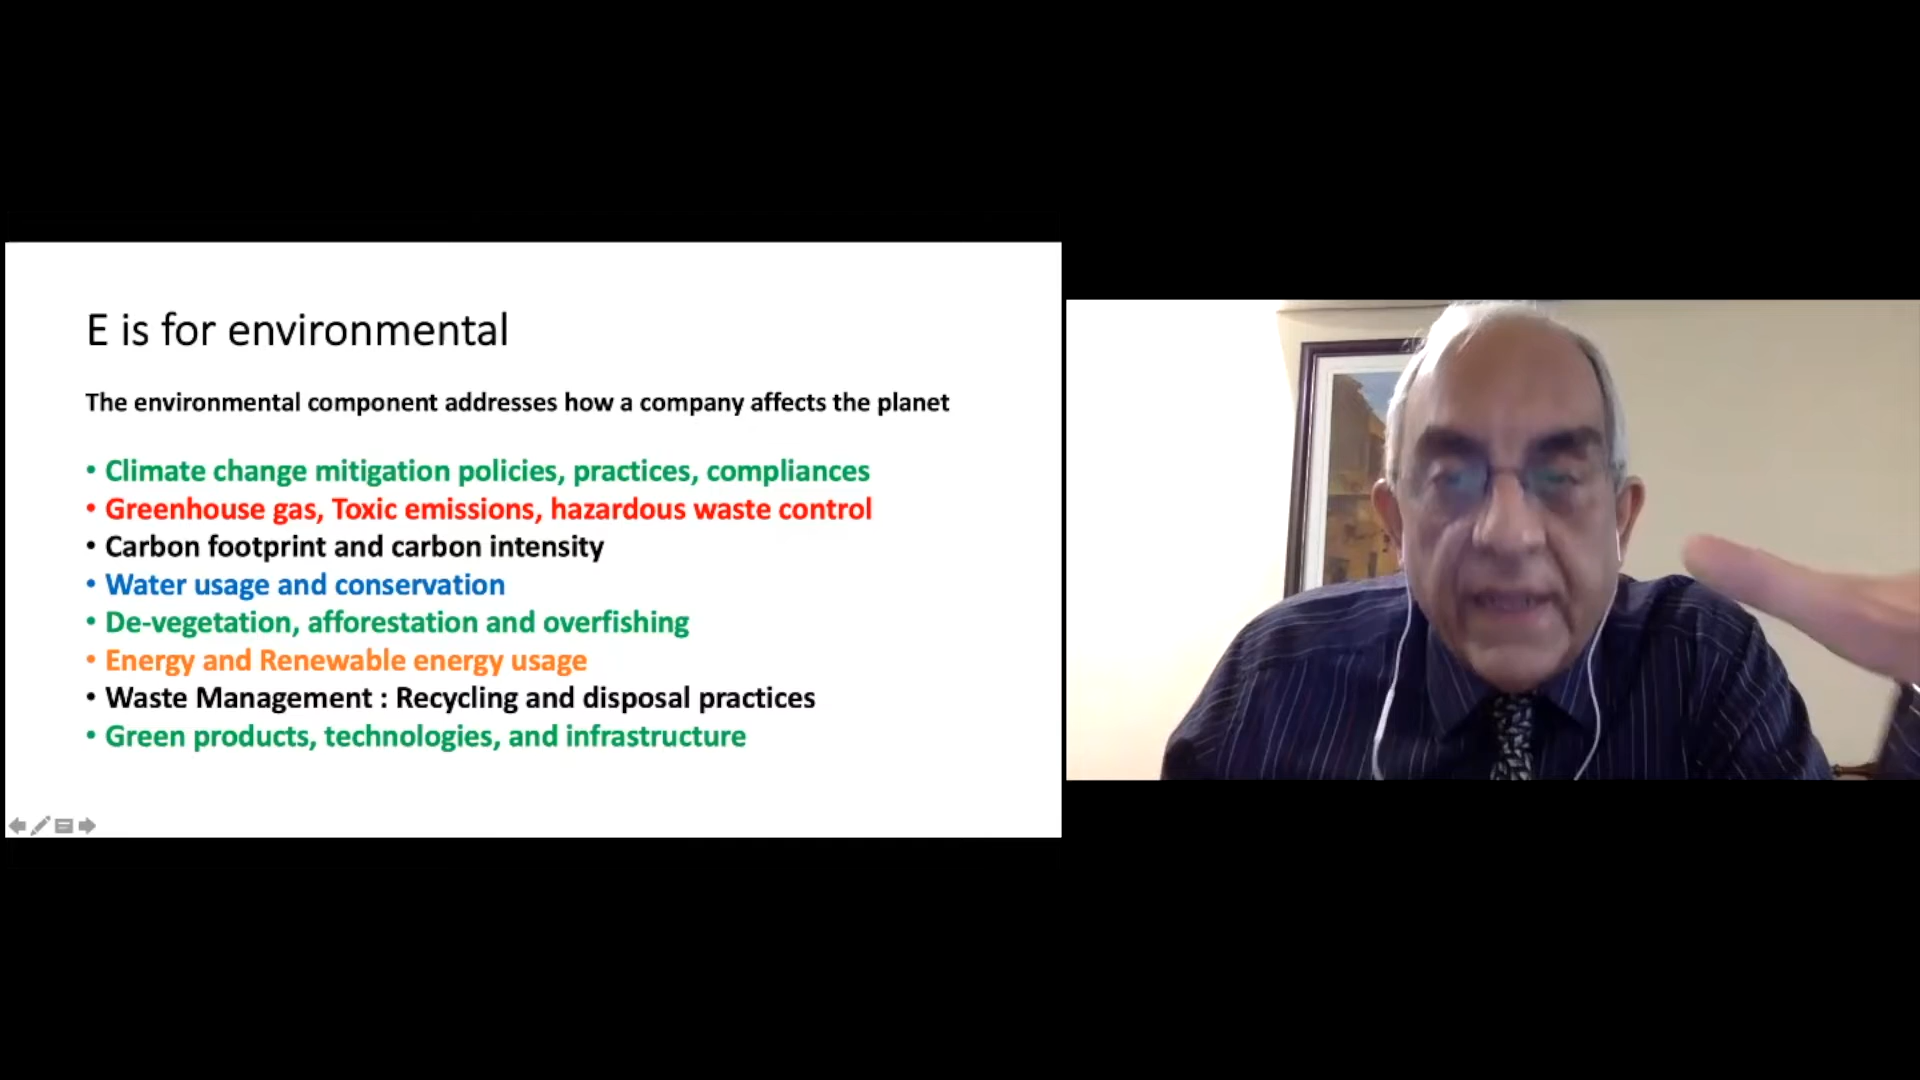 E is for environmental
The environmental component addresses how a company affects the planet
• Climate change mitigation policies, practices, compliances
• Greenhouse gas, Toxic emissions, hazardous waste control
• Carbon footprint and carbon intensity
• Water usage and conservation
• De-vegetation, afforestation and overfishing
• Energy and Renewable energy usage
• Waste Management : Recycling and disposal practices
• Green products, technologies, and infrastructure